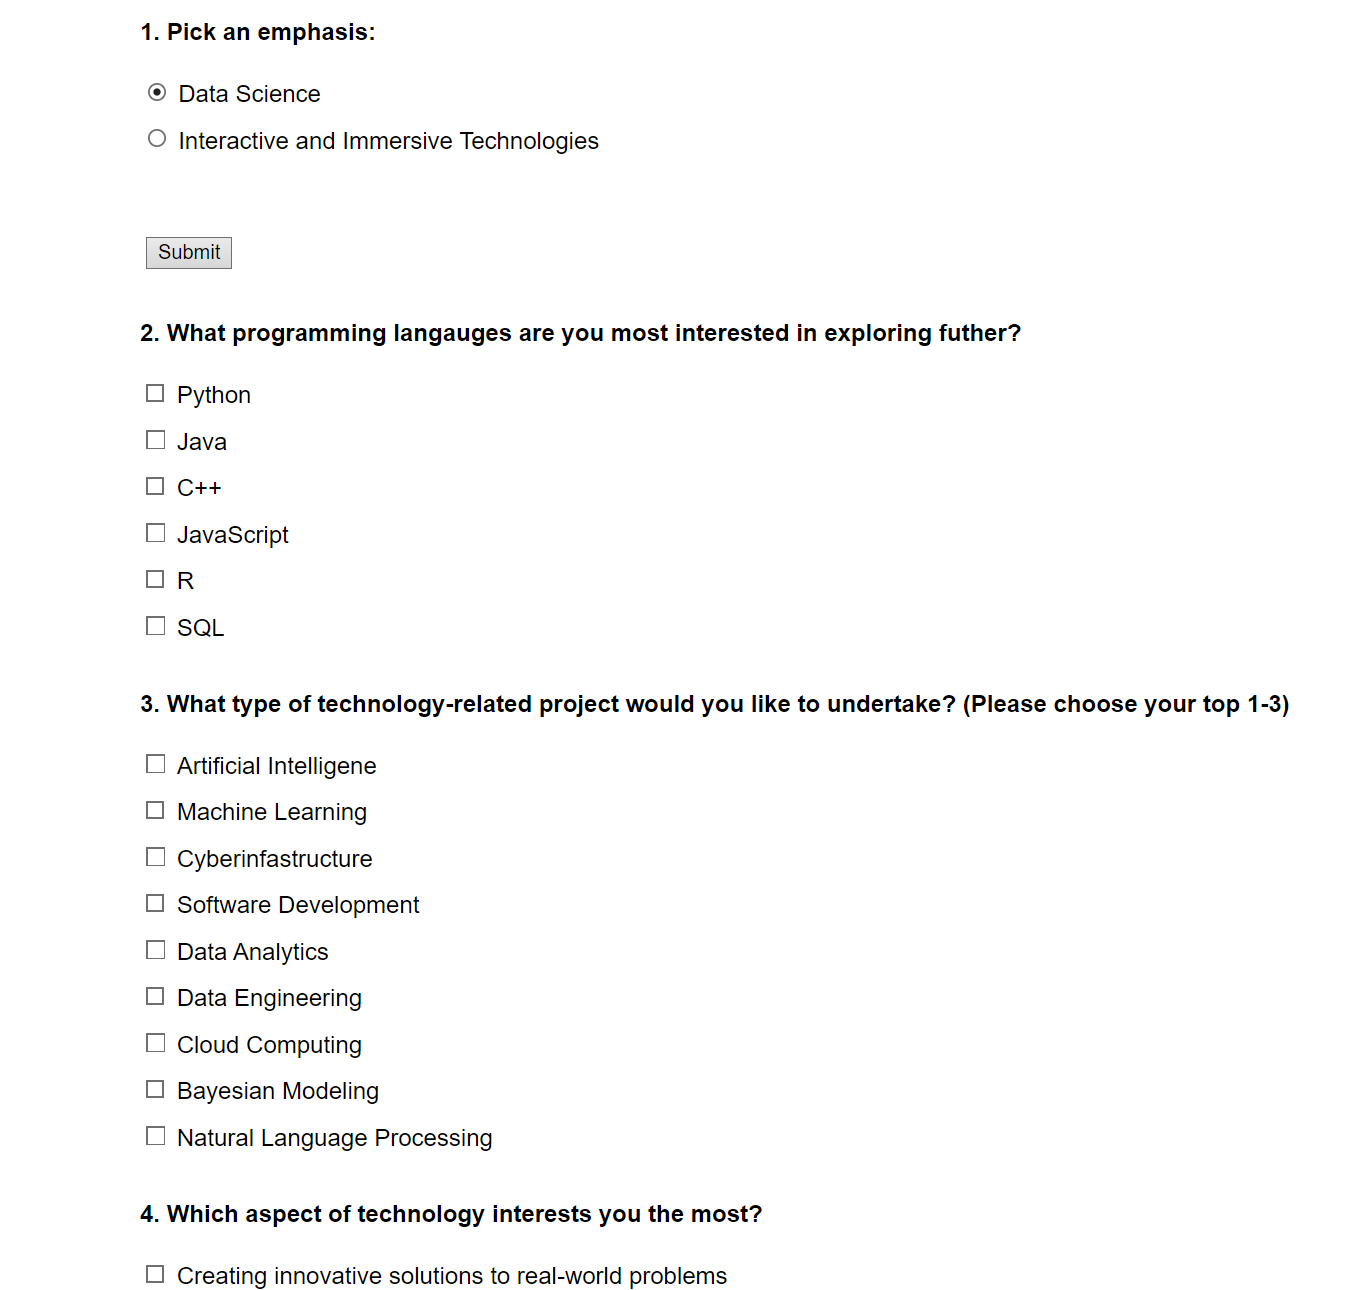 1. Pick an emphasis:
Data Science
Interactive and Immersive Technologies
Submit
2. What programming langauges are you most interested in exploring futher?
Python
Java
C++
JavaScript
R
SQL
3. What type of technology-related project would you like to undertake? (Please choose your top 1-3)
Artificial Intelligene
Machine Learning
Cyberinfastructure
Software Development
Data Analytics
Data Engineering
Cloud Computing
Bayesian Modeling
Natural Language Processing
4. Which aspect of technology interests you the most?
Creating innovative solutions to real-world problems